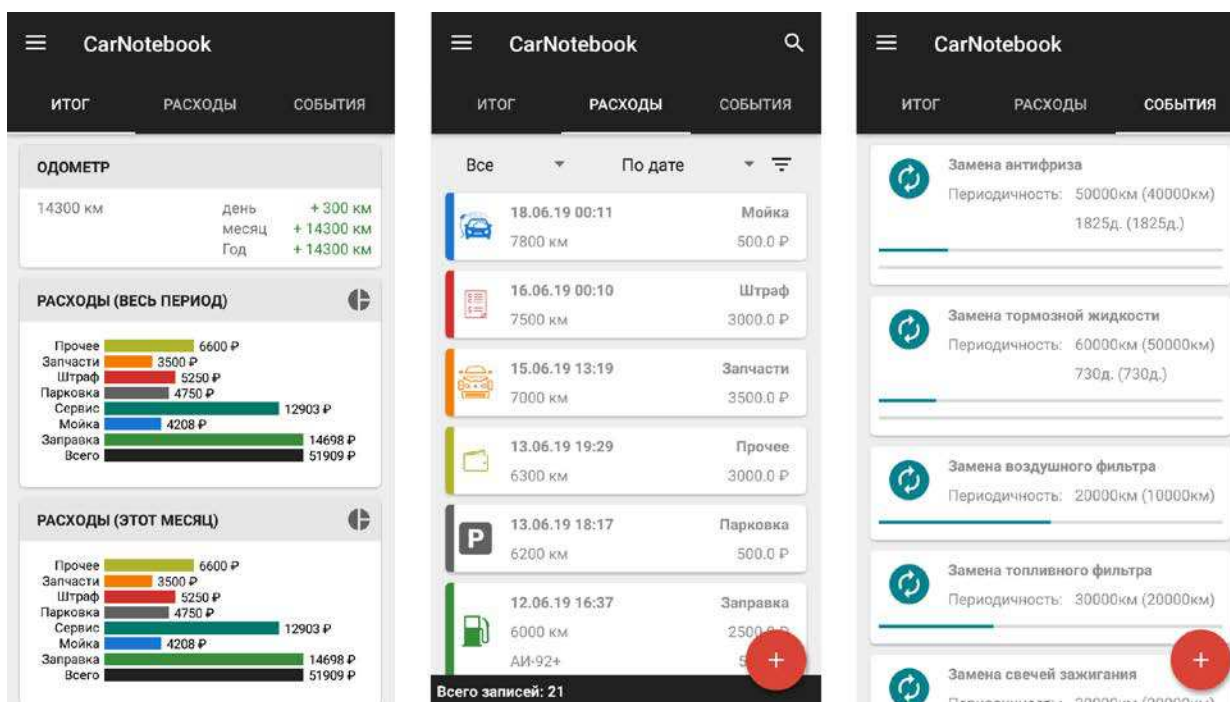 CarNotebook
ИТОГ РАСХОДЫ СОБЫТИЯ
ОДОМЕТР
14300 км день + 300 км
месяц + 14300 км
Год + 14300 км
РАСХОДЫ (ВЕСЬ ПЕРИОД)
Прочее 6600 ₽
Запчасти 3500 ₽
Штраф 5250 ₽
Парковка 4750 ₽
Сервис 12903 ₽
Мойка 4208 ₽
Заправка 14698 ₽
Всего 51909 ₽
РАСХОДЫ (ЭТОТ МЕСЯЦ)
Прочее 6600 ₽
Запчасти 3500 ₽
Штраф 5250 ₽
Парковка 4750 ₽
Сервис 12903 ₽
Мойка 4208 ₽
Заправка 14698 ₽
Всего 51909 ₽
CarNotebook
ИТОГ РАСХОДЫ СОБЫТИЯ
Все По дате
18.06.19 00:11 Мойка
7800 км 500.0 ₽
16.06.19 00:10 Штраф
7500 км 3000.0 ₽
15.06.19 13:19 Запчасти
7000 км 3500.0 ₽
13.06.19 19:29 Прочее
6300 км 3000.0 ₽
P
13.06.19 18:17 Парковка
6200 км 500.0 ₽
12.06.19 16:37 Заправка
6000 км
АИ-92+
Всего записей: 21
CarNotebook
ИТОГ РАСХОДЫ СОБЫТИЯ
Замена антифриза
Периодичность: 50000км (40000км)
1825д. (1825д.)
Замена тормозной жидкости
Периодичность: 60000км (50000км)
730д. (730д.)
Замена воздушного фильтра
Периодичность: 20000км (10000км)
Замена топливного фильтра
Периодичность: 30000км (20000км)
Замена свечей зажигания